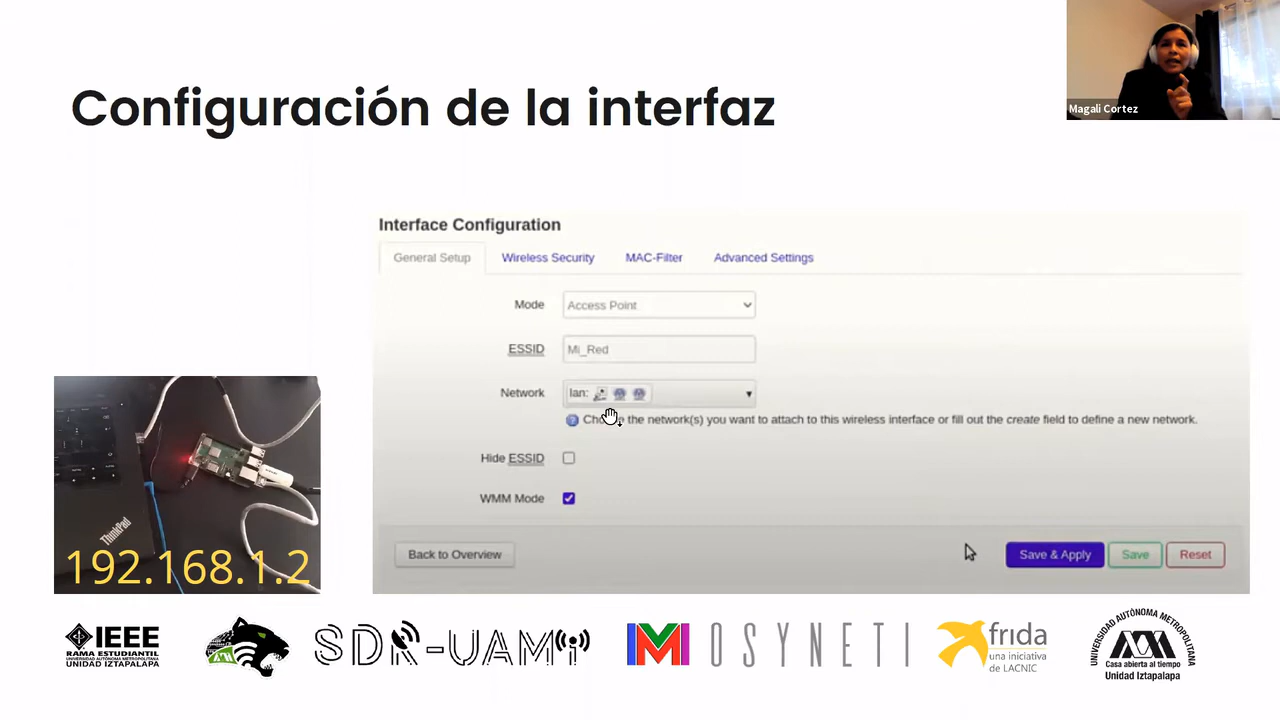 Magali Cortez
Configuración de la interfaz
Interface Configuration
General Setup
Wireless Security
MAC-Filter
Advanced Settings
Mode
Access Point
ESSID
Mi_Red
Network
lan:
the network(s) you want to attach to this wireless interface or fill out the create field to define a new network.
Hide ESSID
WMM Mode
Back to Overview
Save & Apply
Save
Reset
ThinkPad
192.168.1.2
IEEE
RAMA ESTUDIANTIL
UNIVERSIDAD AUTÓNOMA METROPOLITANA
UNIDAD IZTAPALAPA
SDR-UAMi
OSYNETI
frida
una iniciativa
de LACNIC
UNIVERSIDAD AUTÓNOMA METROPOLITANA
Casa abierta al tiempo
Unidad Iztapalapa